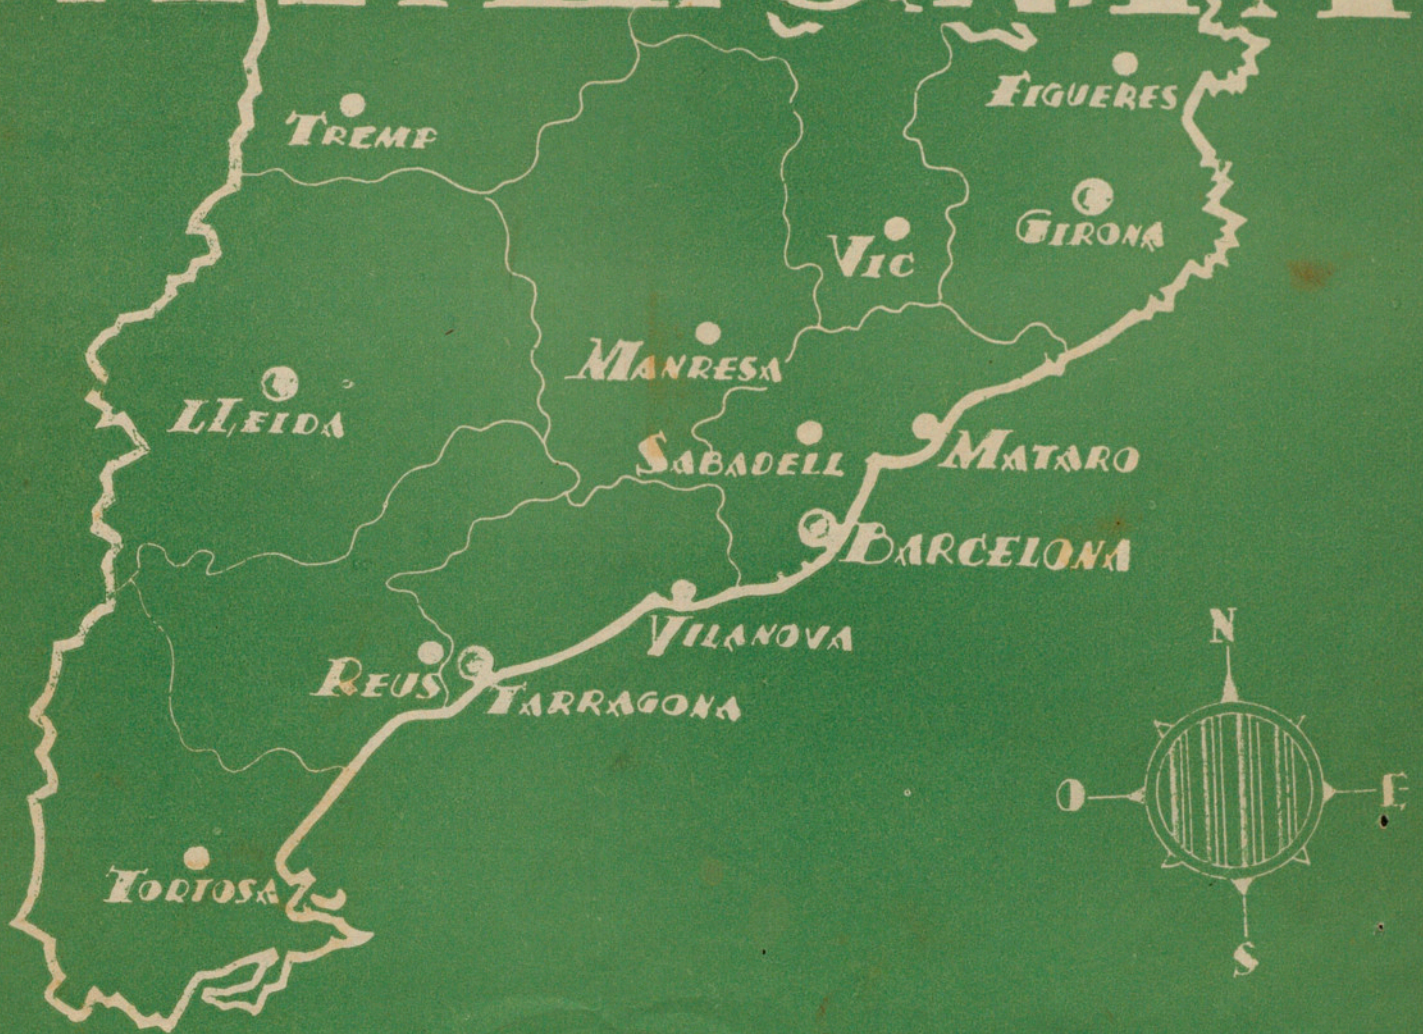 FIGUERES
TREMP
GIRONA
VIC
MANRESA
LLEIDA
SABADELL
MATARO
BARCELONA
VILANOVA
REUS
TARRAGONA
TORTOSA
N
O
E
S